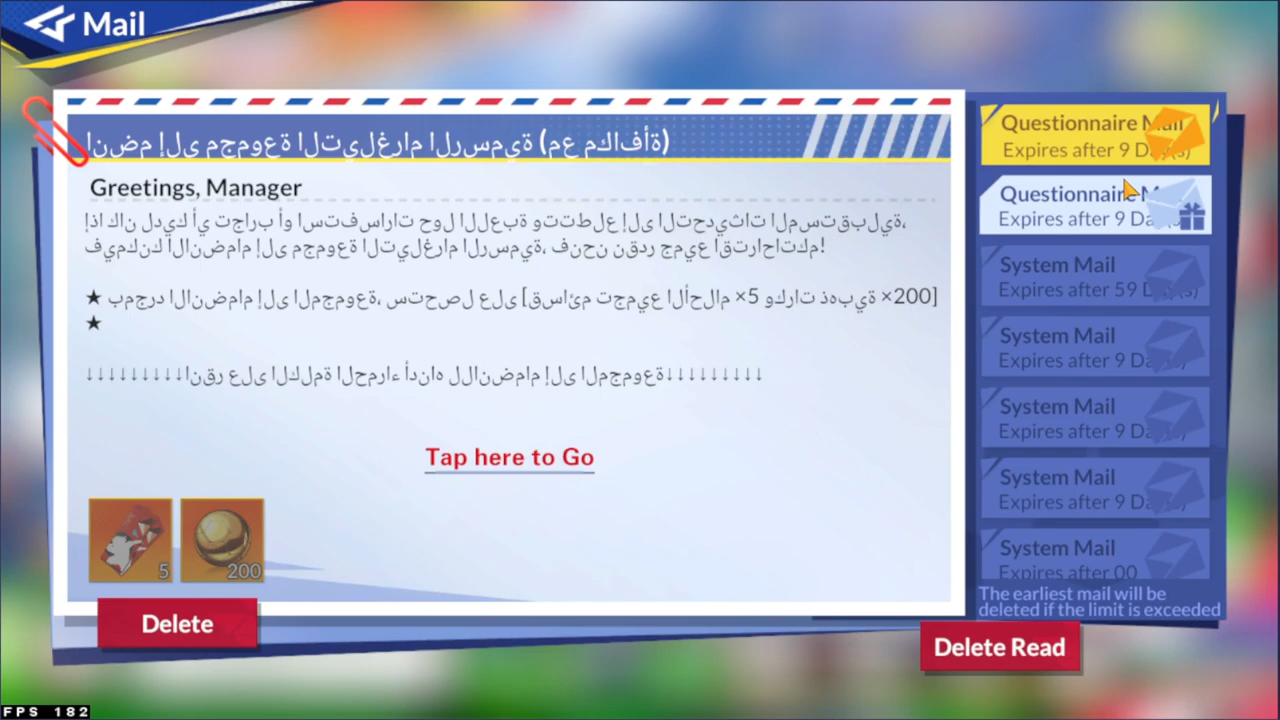 Mail
انضم إلى مجموعة التيلغرام الرسمية (مع مكافأة)
Greetings, Manager
إذا كان لديك أي تجارب أو استفسارات حول اللعبة وتتطلع إلى التحديثات المستقبلية،
فيمكنك الانضمام إلى مجموعة التيلغرام الرسمية، فنحن نقدر جميع اقتراحاتكم!
★ بمجرد الانضمام إلى المجموعة، ستحصل على [قسائم تجميع الأحلام ×5 وكرات ذهبية ×200]
★
↓↓↓↓↓↓↓↓↓انقر على الكلمة الحمراء أدناه للانضمام إلى المجموعة↓↓↓↓↓↓↓↓↓
Tap here to Go
5
200
Delete
Questionnaire Mail
Expires after 9 Day(s)
Questionnaire
Expires after 9
System Mail
Expires after 59 Day(s)
System Mail
Expires after 9
System Mail
Expires after 9
System Mail
Expires after 9
System Mail
Expires after 00
The earliest mail will be
deleted if the limit is exceeded
Delete Read
FPS 182